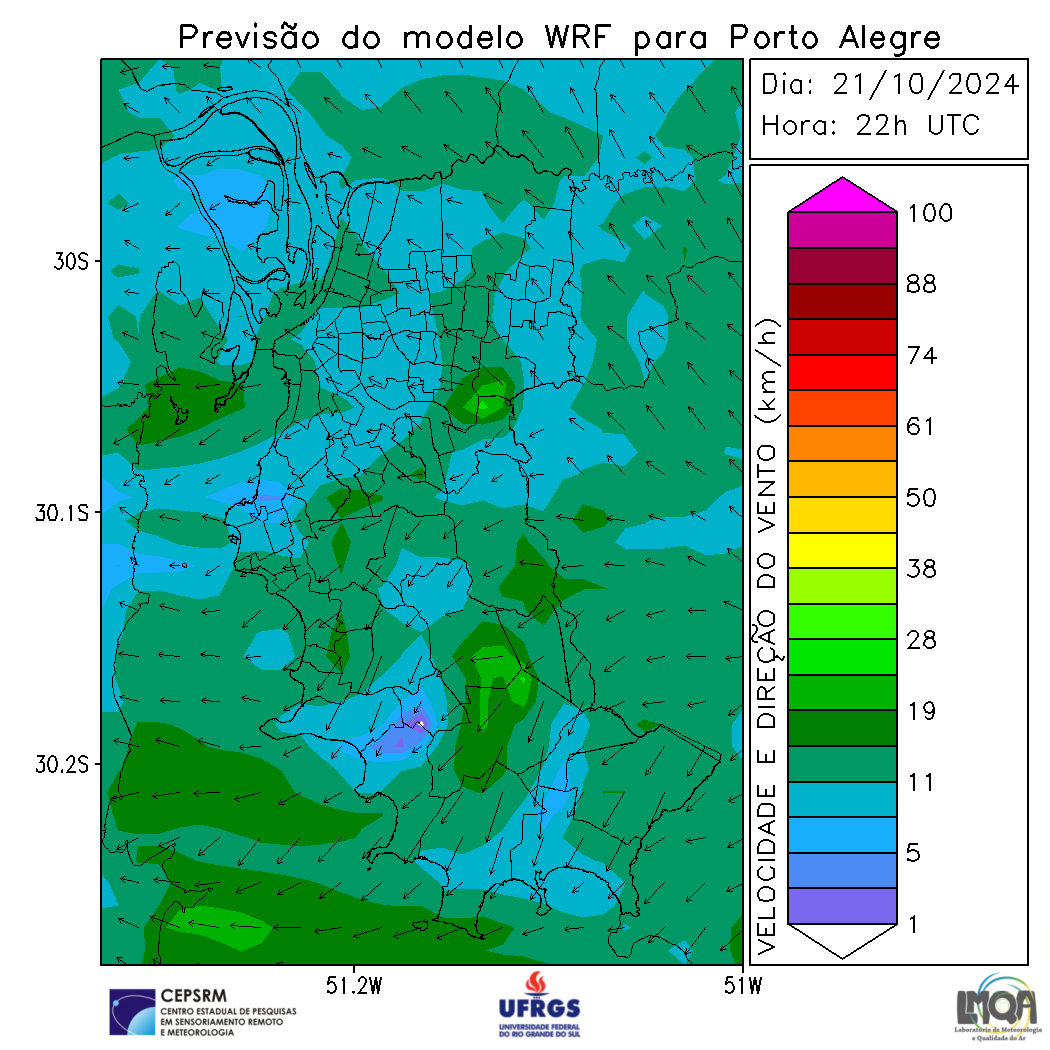 Previsão do modelo WRF para Porto Alegre
Dia: 21/10/2024
Hora: 22h UTC
30S
30.1S
30.2S
51.2W
51W
VELOCIDADE E DIREÇÃO DO VENTO (km/h)
100
88
74
61
50
38
28
19
11
5
1
CEPSRM
CENTRO ESTADUAL DE PESQUISAS
EM SENSORIAMENTO REMOTO
E METEOROLOGIA
UFRGS
UNIVERSIDADE FEDERAL
DO RIO GRANDE DO SUL
LMQA
Laboratório de Meteorologia
e Qualidade do Ar